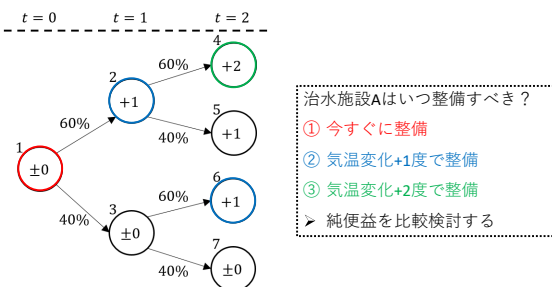 t = 0 t = 1 t = 2
4
60% +2
2
+1
5
60% 40% +1
1
±0
6
60% +1
40% 3
±0
7
40% ±0
治水施設Aはいつ整備すべき？
① 今すぐに整備
② 気温変化+1度で整備
③ 気温変化+2度で整備
➤ 純便益を比較検討する